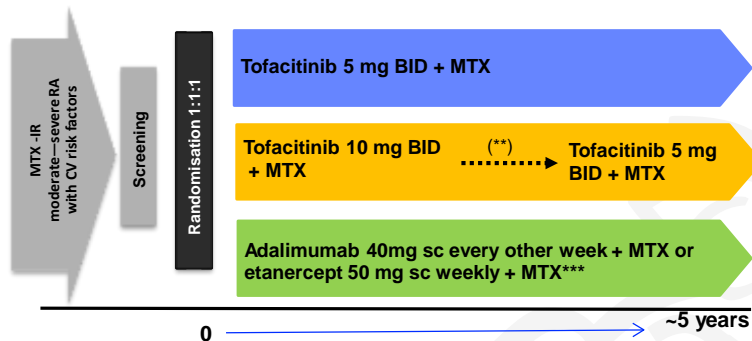 MTX -IR
moderate—severe RA
with CV risk factors
Screening
Randomisation 1:1:1
Tofacitinib 5 mg BID + MTX
Tofacitinib 10 mg BID
+ MTX
(**)
Tofacitinib 5 mg
BID + MTX
Adalimumab 40mg sc every other week + MTX or
etanercept 50 mg sc weekly + MTX***
0
~5 years